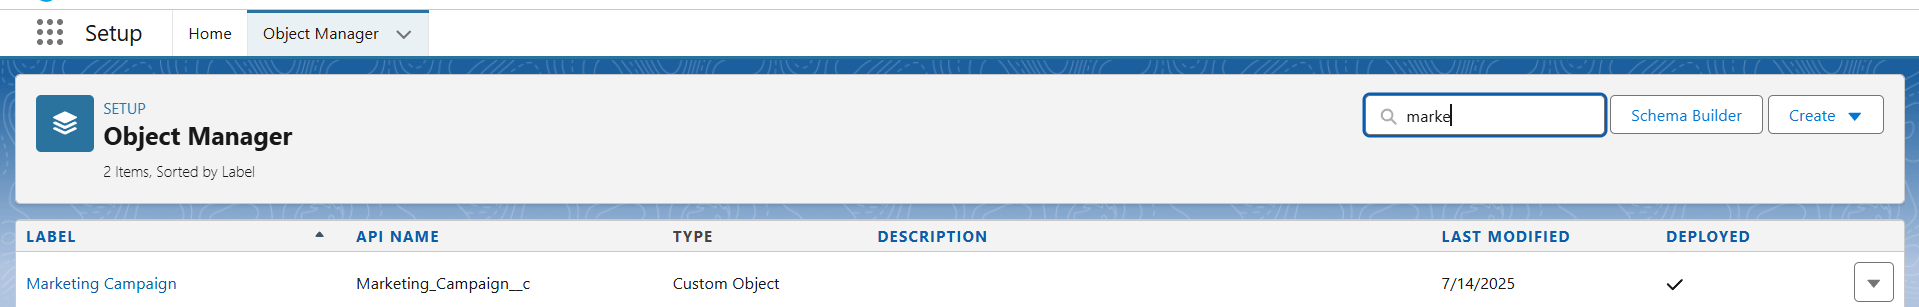 Setup Home Object Manager
SETUP
Object Manager
marke Schema Builder Create
2 Items, Sorted by Label
LABEL API NAME TYPE DESCRIPTION LAST MODIFIED DEPLOYED
Marketing Campaign Marketing_Campaign__c Custom Object 7/14/2025